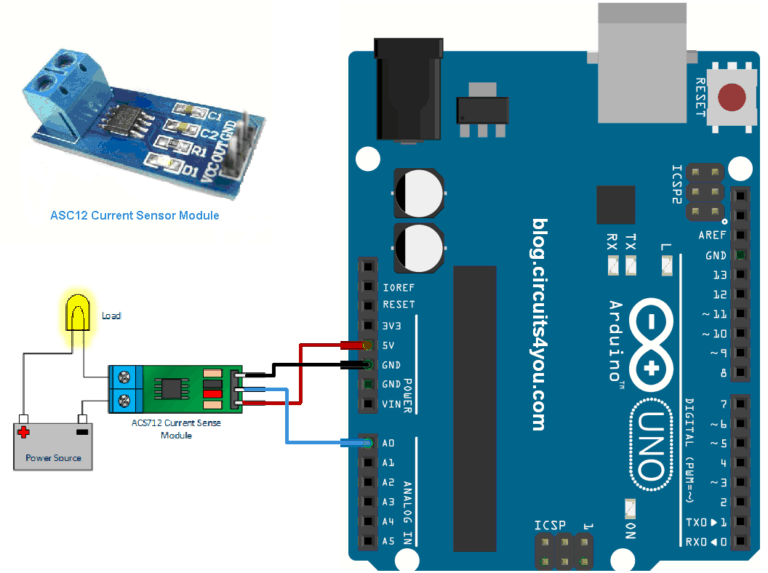 C1
C2
R1
D1
VCC OUT GND
ASC12 Current Sensor Module
Load
ACS712 Current Sense
Module
Power Source
+
-
RESET
ICSP2
blog.circuits4you.com
IOREF
RESET
3V3
5V
GND
GND
VIN
POWER
A0
A1
A2
A3
A4
A5
ANALOG IN
RX
TX
L
Arduino™
UNO
AREF
GND
13
12
~11
~10
~9
8
7
~6
~5
4
~3
2
TX0▶1
RX0◀0
DIGITAL (PWM=~)
ON
ICSP
1